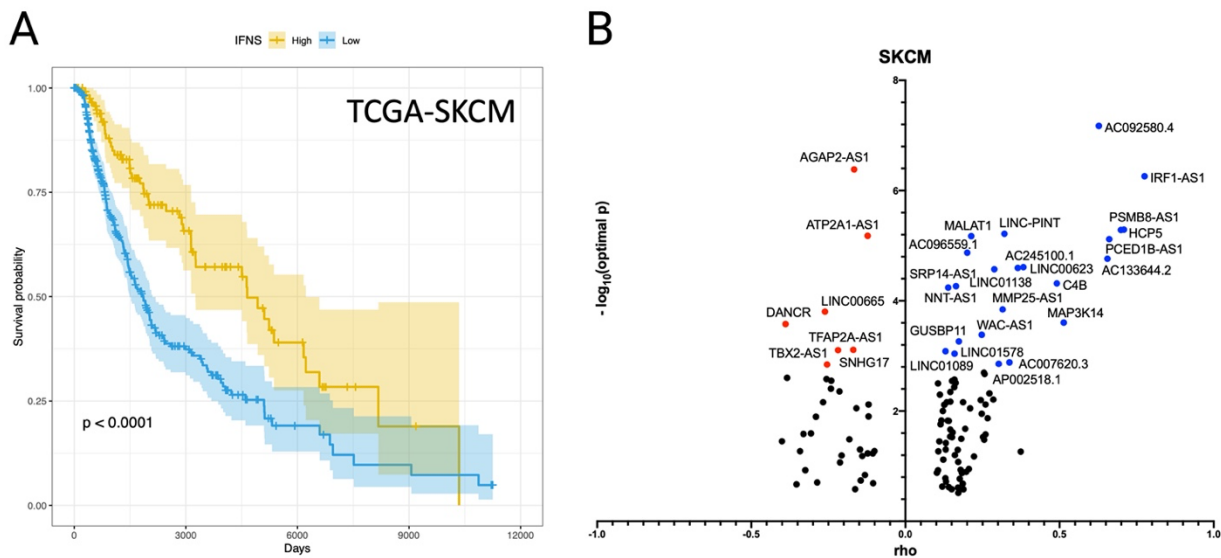 A
IFNS High Low
TCGA-SKCM
1.00
0.75
0.50
0.25
0.00
Survival probability
p < 0.0001
0 3000 6000 9000 12000
Days
B
SKCM
8
6
4
2
- log10(optimal p)
AC092580.4
AGAP2-AS1
IRF1-AS1
ATP2A1-AS1
MALAT1
LINC-PINT
PSMB8-AS1
HCP5
AC096559.1
PCED1B-AS1
AC245100.1
AC133644.2
SRP14-AS1
LINC00623
LINC01138
C4B
NNT-AS1
LINC00665
MMP25-AS1
DANCR
MAP3K14
TFAP2A-AS1
GUSBP11
WAC-AS1
TBX2-AS1
SNHG17
LINC01578
LINC01089
AC007620.3
AP002518.1
-1.0 -0.5 0.0 0.5 1.0
rho